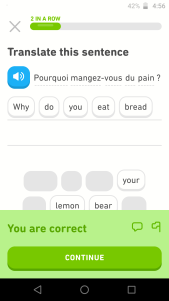 42% 4:56
2 IN A ROW
Translate this sentence
Pourquoi mangez-vous du pain ?
Why do you eat bread
your
lemon bear
You are correct
CONTINUE